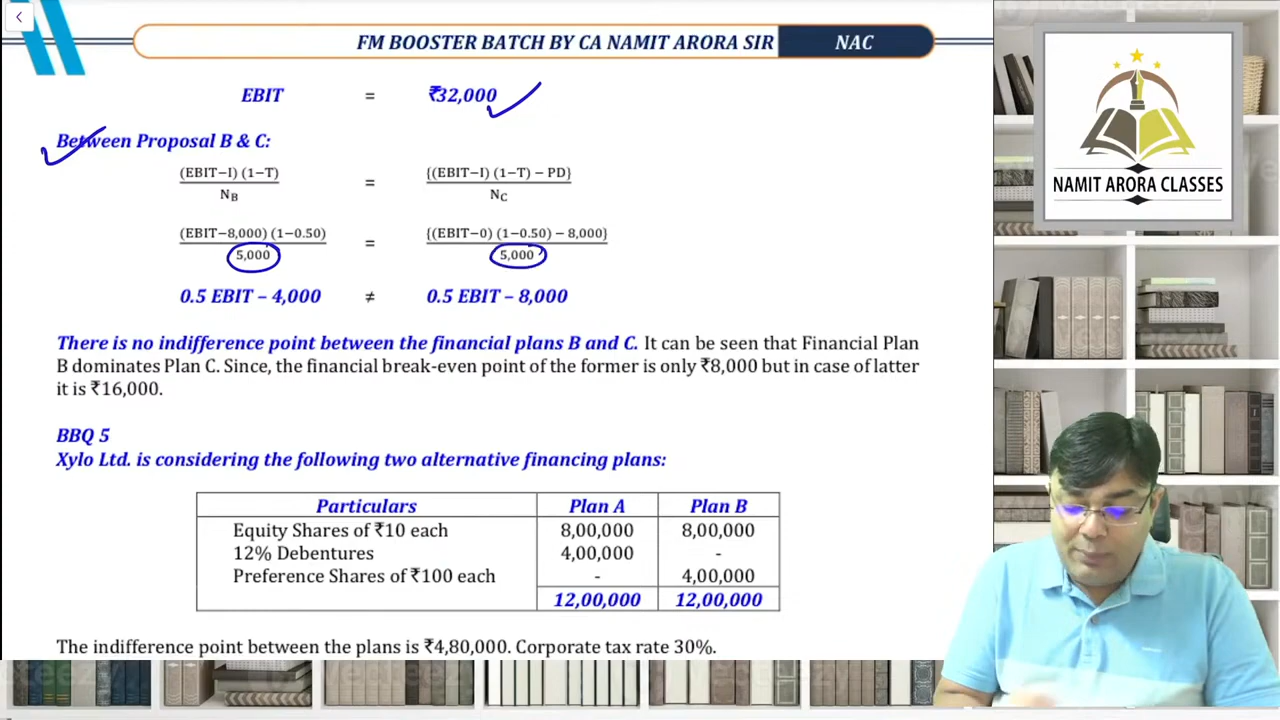 FM BOOSTER BATCH BY CA NAMIT ARORA SIR NAC
EBIT = ₹32,000
Between Proposal B & C:
(EBIT−I) (1−T) / N_B = {(EBIT−I) (1−T) − PD} / N_C
(EBIT−8,000) (1−0.50) / 5,000 = {(EBIT−0) (1−0.50) − 8,000} / 5,000
0.5 EBIT – 4,000 ≠ 0.5 EBIT – 8,000
There is no indifference point between the financial plans B and C. It can be seen that Financial Plan
B dominates Plan C. Since, the financial break-even point of the former is only ₹8,000 but in case of latter
it is ₹16,000.
BBQ 5
Xylo Ltd. is considering the following two alternative financing plans:
Particulars Plan A Plan B
Equity Shares of ₹10 each 8,00,000 8,00,000
12% Debentures 4,00,000 -
Preference Shares of ₹100 each - 4,00,000
12,00,000 12,00,000
The indifference point between the plans is ₹4,80,000. Corporate tax rate 30%.
NAMIT ARORA CLASSES